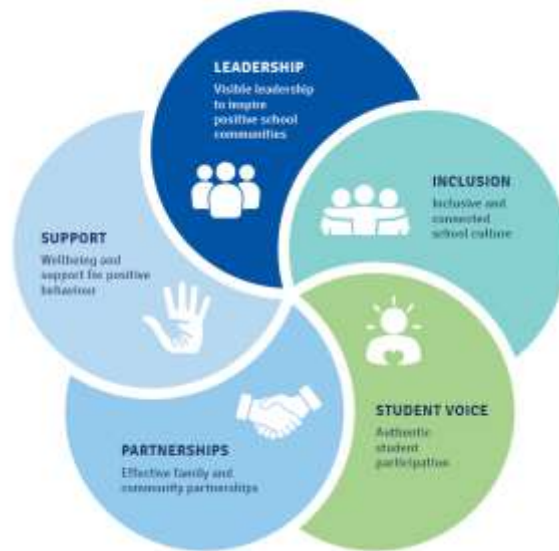 LEADERSHIP
Visible leadership
to inspire
positive school
communities
INCLUSION
Inclusive and
connected
school culture
STUDENT VOICE
Authentic
student
participation
PARTNERSHIPS
Effective family and
community partnerships
SUPPORT
Wellbeing and
support for positive
behaviour